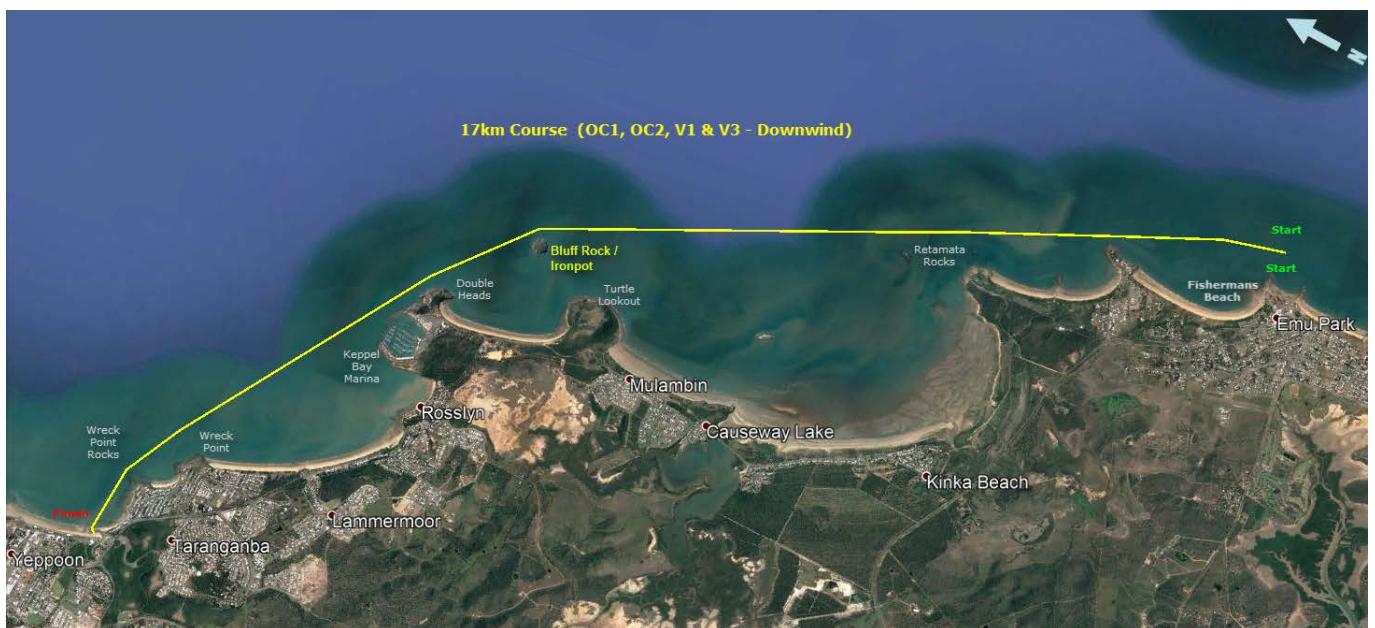 N
17km Course (OC1, OC2, V1 & V3 - Downwind)
Start
Bluff Rock /
Ironpot
Retamata
Rocks
Start
Double
Heads
Turtle
Lookout
Fishermans
Beach
Emu Park
Keppel
Bay
Marina
Mulambin
Rosslyn
Wreck
Point
Rocks
Wreck
Point
Causeway Lake
Kinka Beach
Lammermoor
Taranganba
Yeppoon